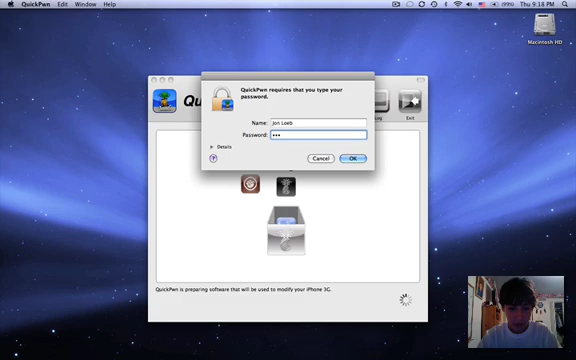 QuickPwn Edit Window Help
(99%) Thu 9:18 PM
Macintosh HD
Qu
Log
Exit
QuickPwn requires that you type your
password.
Name: Jon Loeb
Password: •••
Details
?
Cancel
OK
QuickPwn is preparing software that will be used to modify your iPhone 3G.